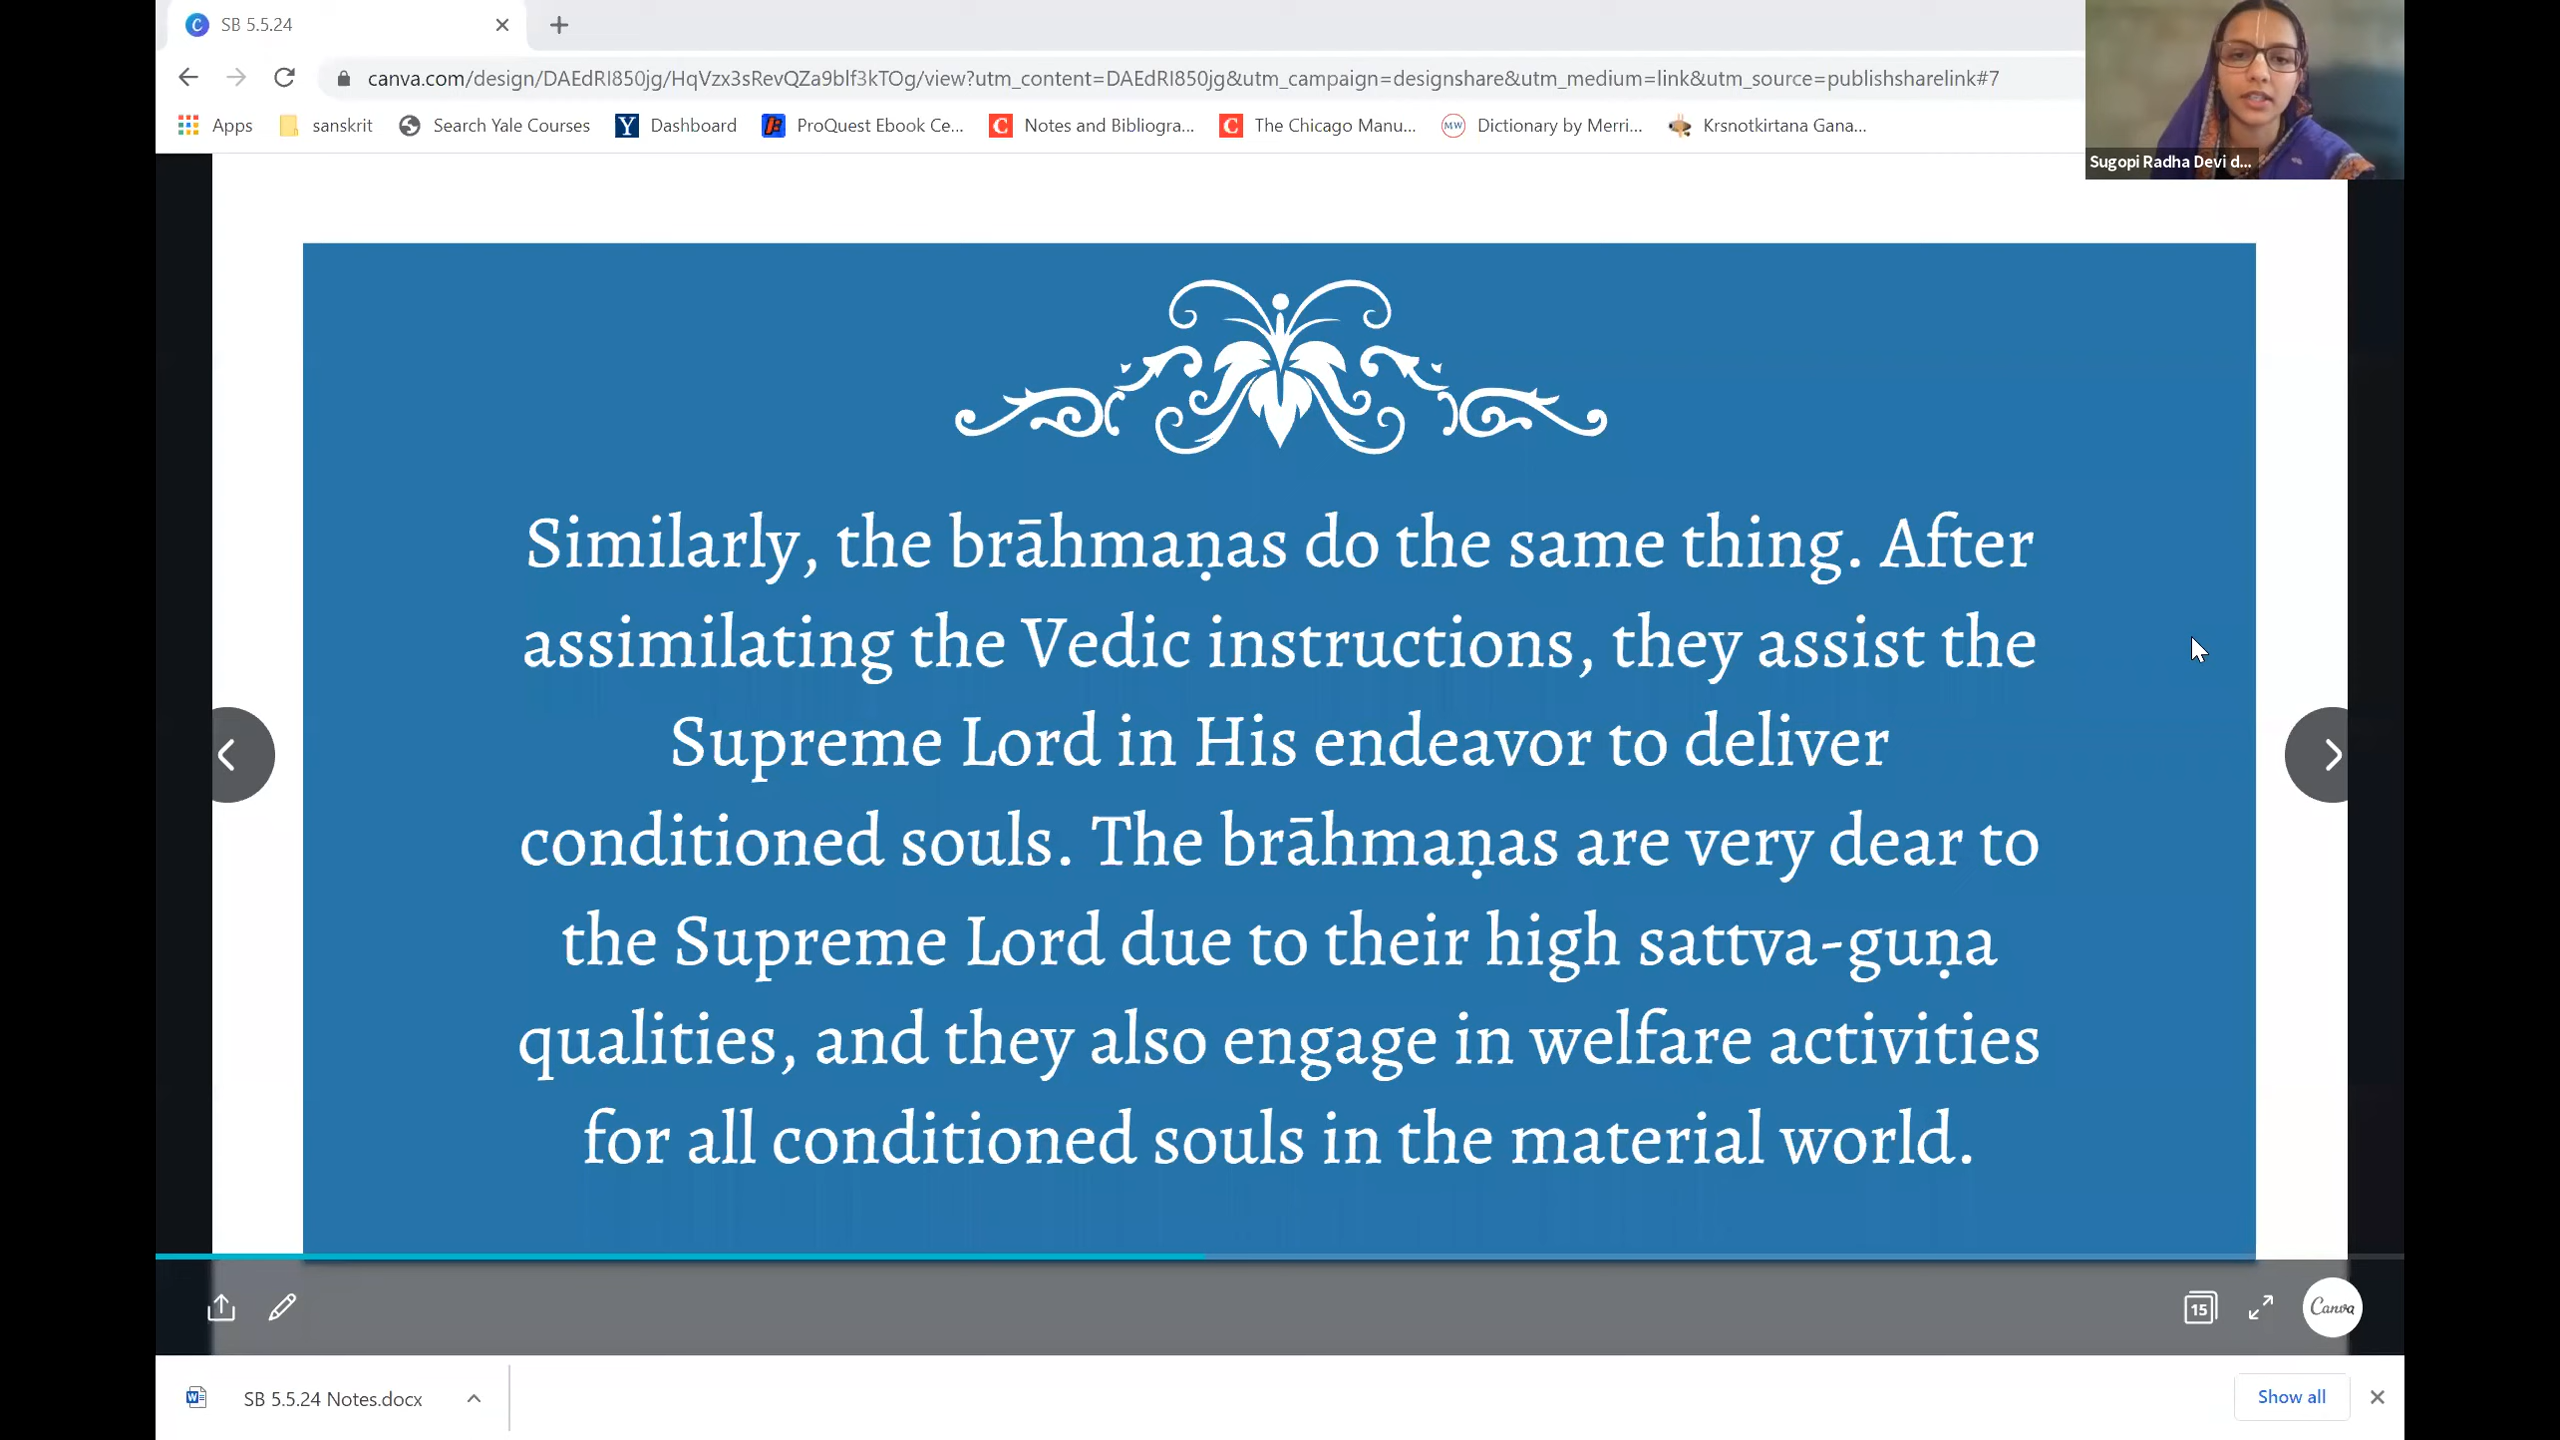 SB 5.5.24
canva.com/design/DAEdRI850jg/HqVzx3sRevQZa9blf3kTOg/view?utm_content=DAEdRI850jg&utm_campaign=designshare&utm_medium=link&utm_source=publishsharelink#7
Apps sanskrit Search Yale Courses Dashboard ProQuest Ebook Ce... Notes and Bibliogra... The Chicago Manu... Dictionary by Merri... Krsnotkirtana Gana...
Sugopi Radha Devi d...
Similarly, the brāhmaṇas do the same thing. After
assimilating the Vedic instructions, they assist the
Supreme Lord in His endeavor to deliver
conditioned souls. The brāhmaṇas are very dear to
the Supreme Lord due to their high sattva-guṇa
qualities, and they also engage in welfare activities
for all conditioned souls in the material world.
15
Canva
SB 5.5.24 Notes.docx
Show all